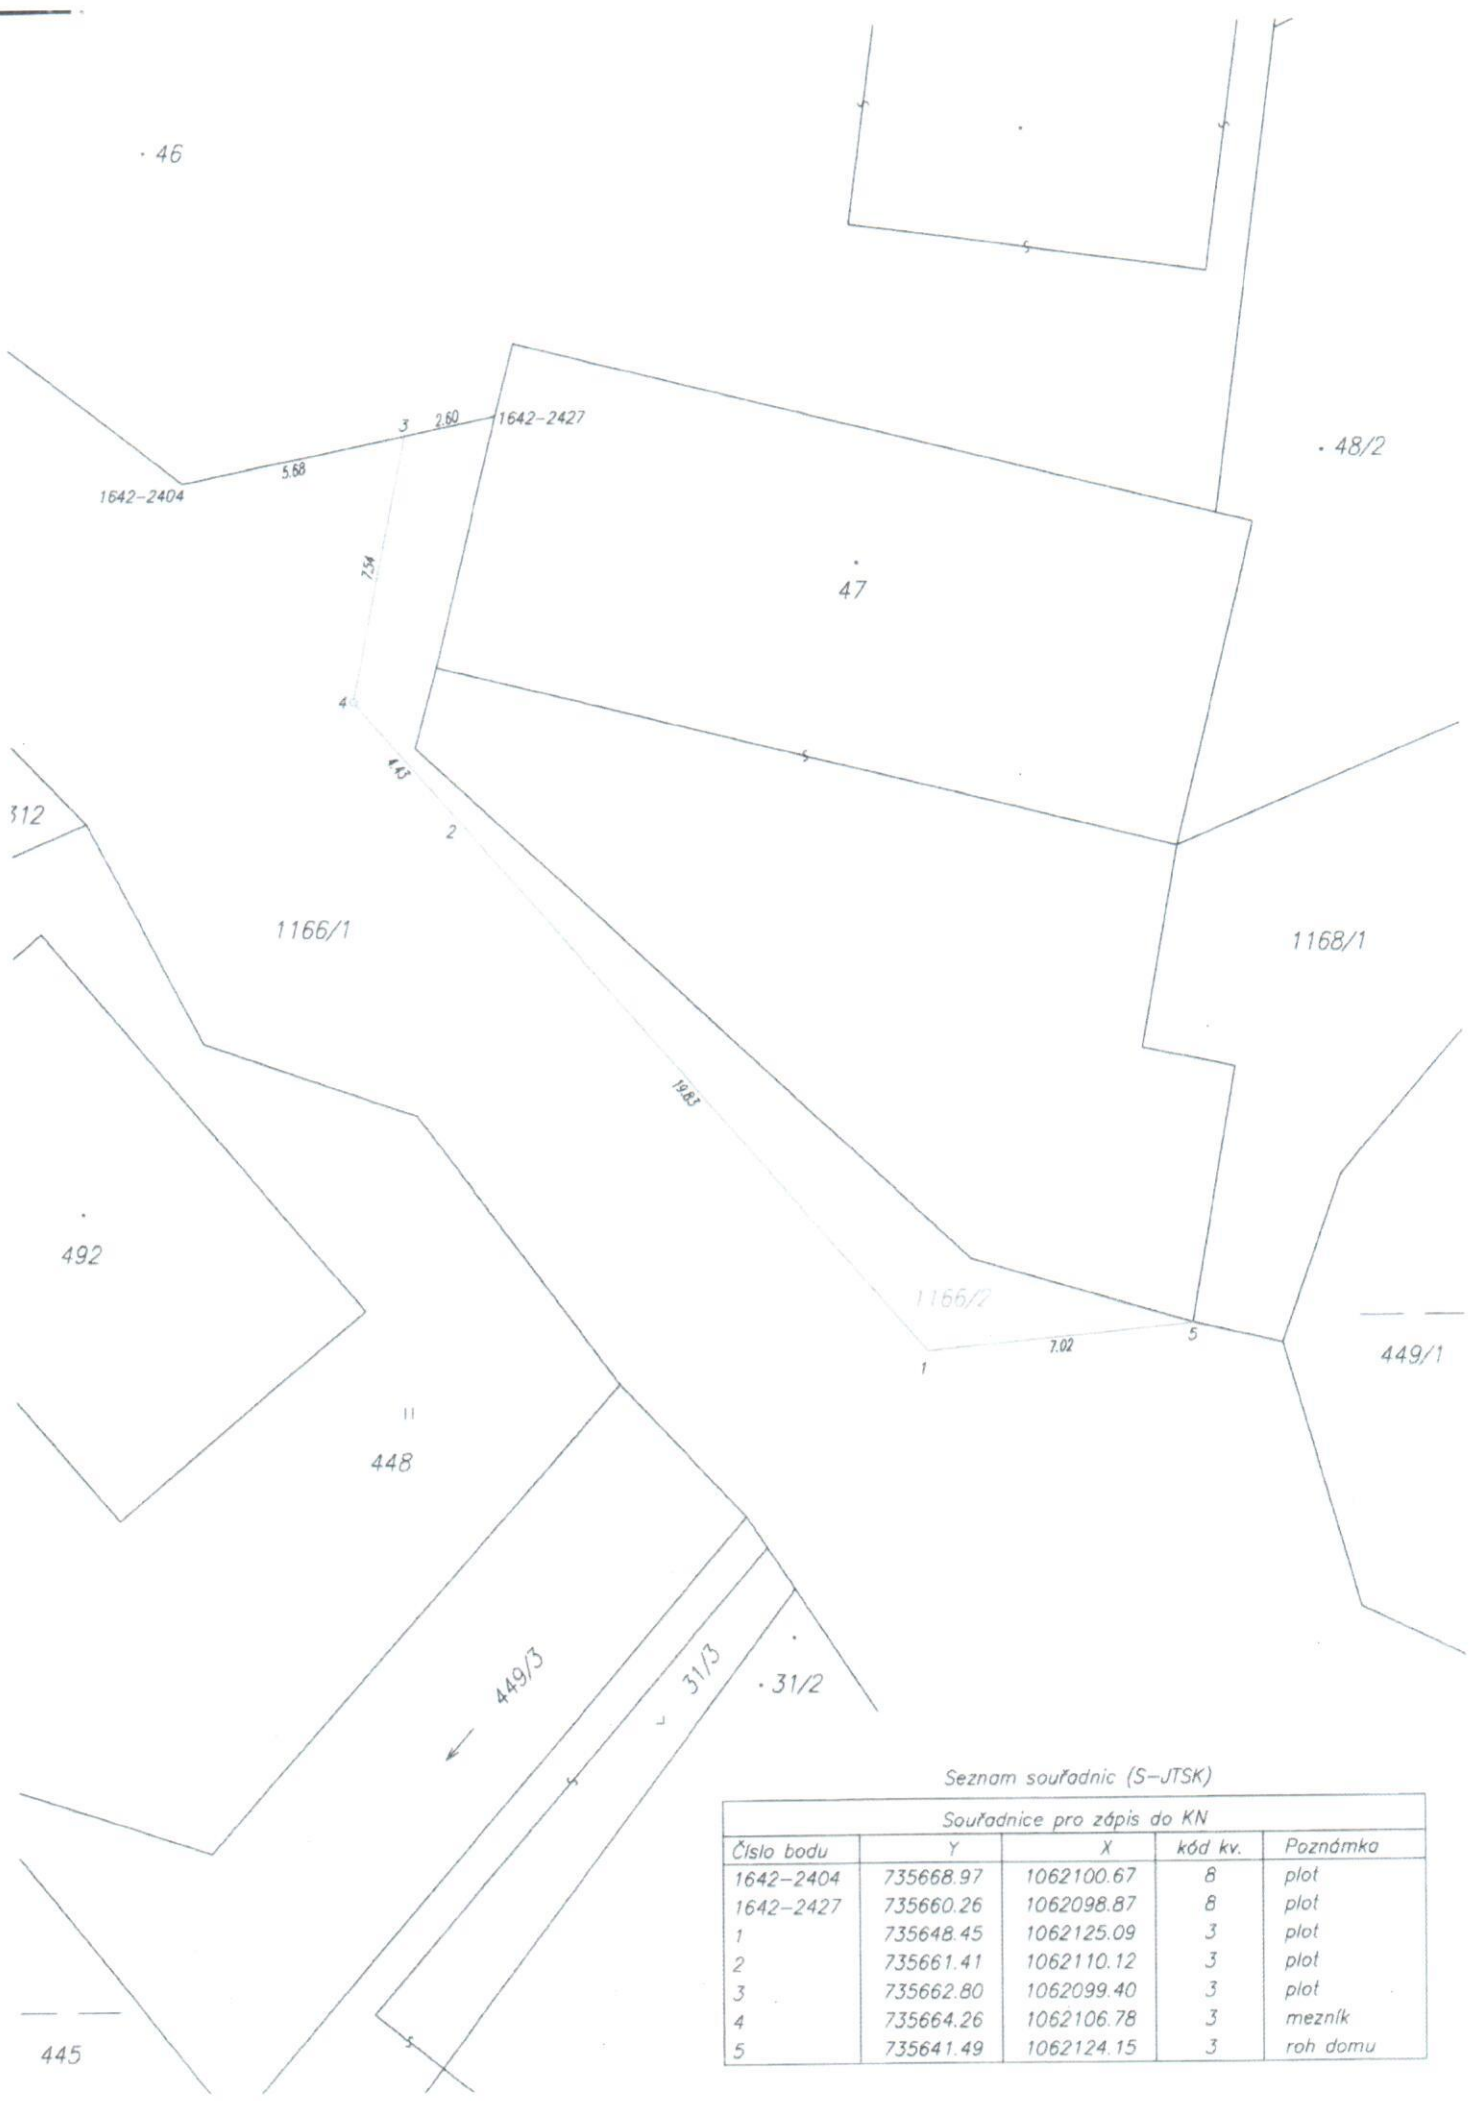 46
3
2.60
1642-2427
48/2
5.68
1642-2404
7.54
47
4
4.43
312
2
1166/1
1168/1
19.83
492
1166/2
5
7.02
449/1
1
448
449/3
31/3
31/2
Seznam souřadnic (S-JTSK)
Souřadnice pro zápis do KN
Číslo bodu Y X kód kv. Poznámka
1642-2404 735668.97 1062100.67 8 plot
1642-2427 735660.26 1062098.87 8 plot
1 735648.45 1062125.09 3 plot
2 735661.41 1062110.12 3 plot
3 735662.80 1062099.40 3 plot
4 735664.26 1062106.78 3 mezník
5 735641.49 1062124.15 3 roh domu
445